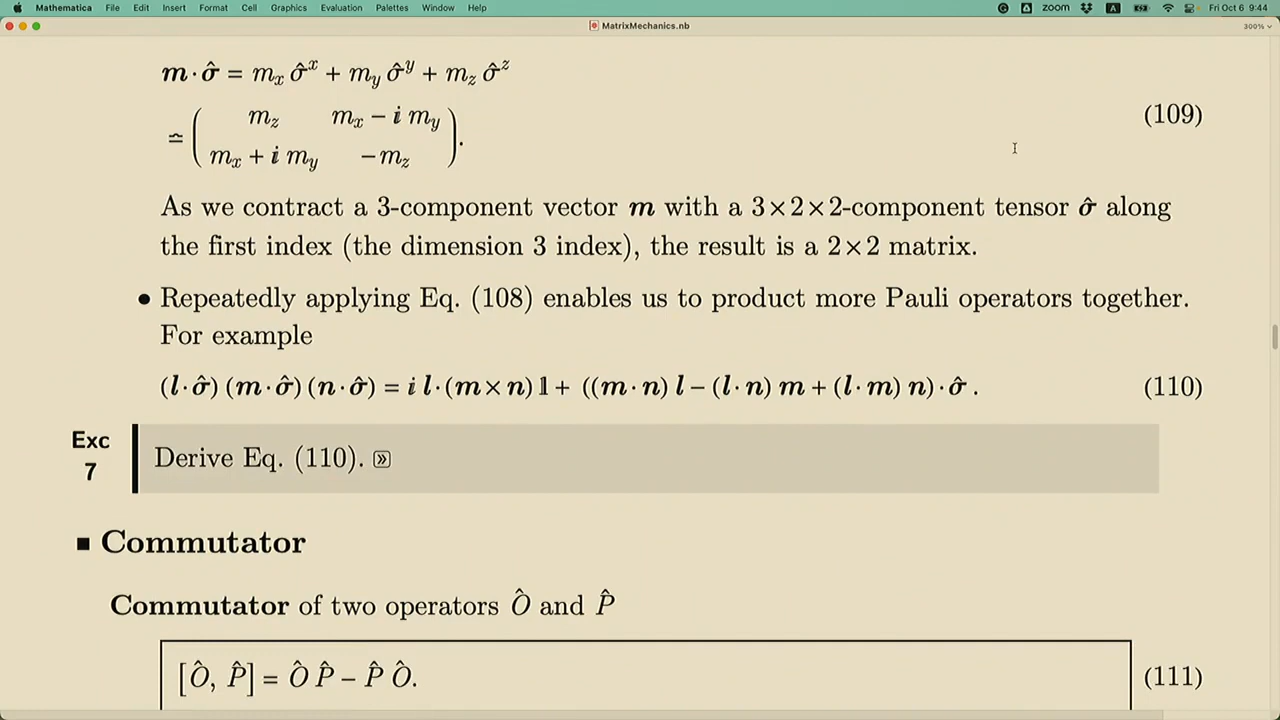 Mathematica File Edit Insert Format Cell Graphics Evaluation Palettes Window Help zoom A Fri Oct 6 9:44
MatrixMechanics.nb 300%
m · σ̂ = mₓ σ̂ˣ + m_y σ̂ʸ + m_z σ̂ᶻ
≏ ( m_z mₓ − i m_y
mₓ + i m_y −m_z ). (109)
As we contract a 3-component vector m with a 3×2×2-component tensor σ̂ along
the first index (the dimension 3 index), the result is a 2×2 matrix.
• Repeatedly applying Eq. (108) enables us to product more Pauli operators together.
For example
(l · σ̂) (m · σ̂) (n · σ̂) = i l · (m × n) 𝟙 + ((m · n) l − (l · n) m + (l · m) n) · σ̂ . (110)
Exc
7
Derive Eq. (110). »
■ Commutator
Commutator of two operators Ô and P̂
[Ô, P̂] = Ô P̂ − P̂ Ô. (111)